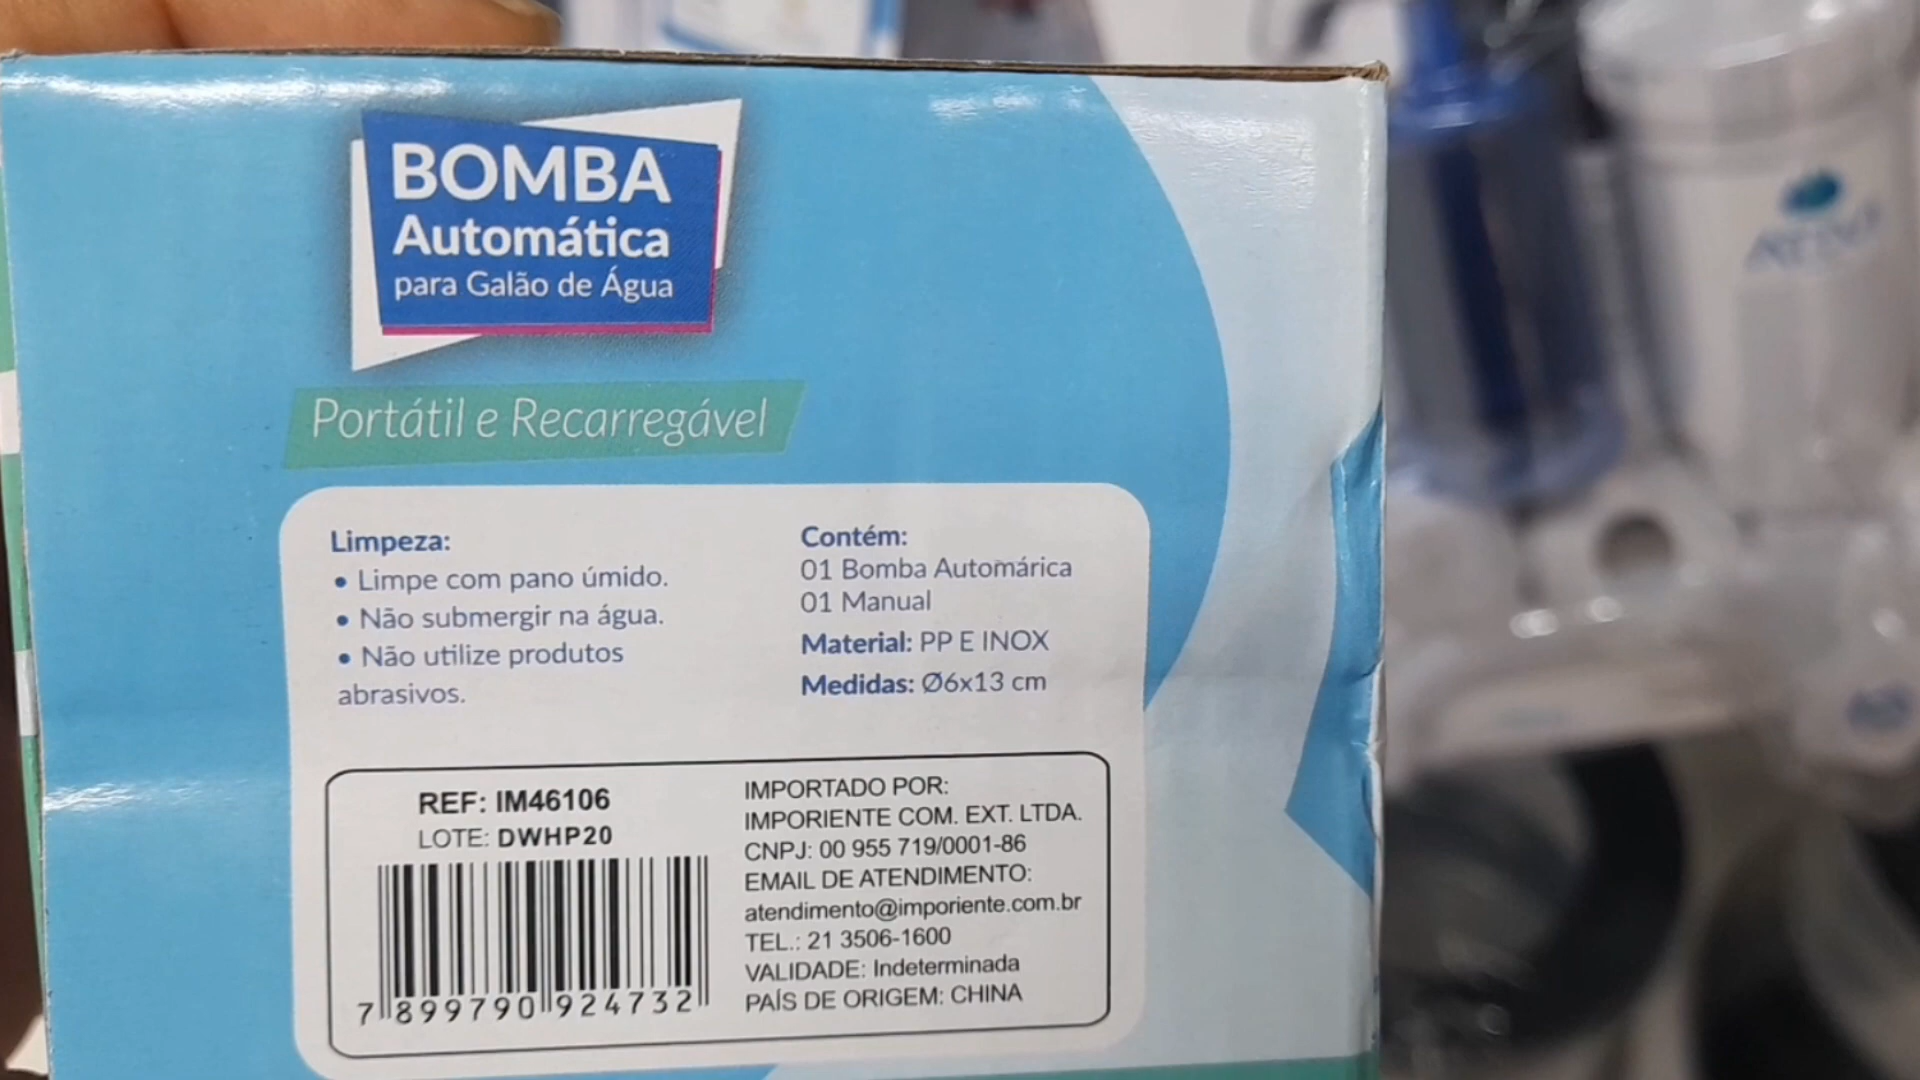 BOMBA
Automática
para Galão de Água
Portátil e Recarregável
Limpeza:
• Limpe com pano úmido.
• Não submergir na água.
• Não utilize produtos
abrasivos.
Contém:
01 Bomba Automárica
01 Manual
Material: PP E INOX
Medidas: Ø6x13 cm
REF: IM46106
LOTE: DWHP20
7 899790 924732
IMPORTADO POR:
IMPORIENTE COM. EXT. LTDA.
CNPJ: 00 955 719/0001-86
EMAIL DE ATENDIMENTO:
atendimento@imporiente.com.br
TEL.: 21 3506-1600
VALIDADE: Indeterminada
PAÍS DE ORIGEM: CHINA